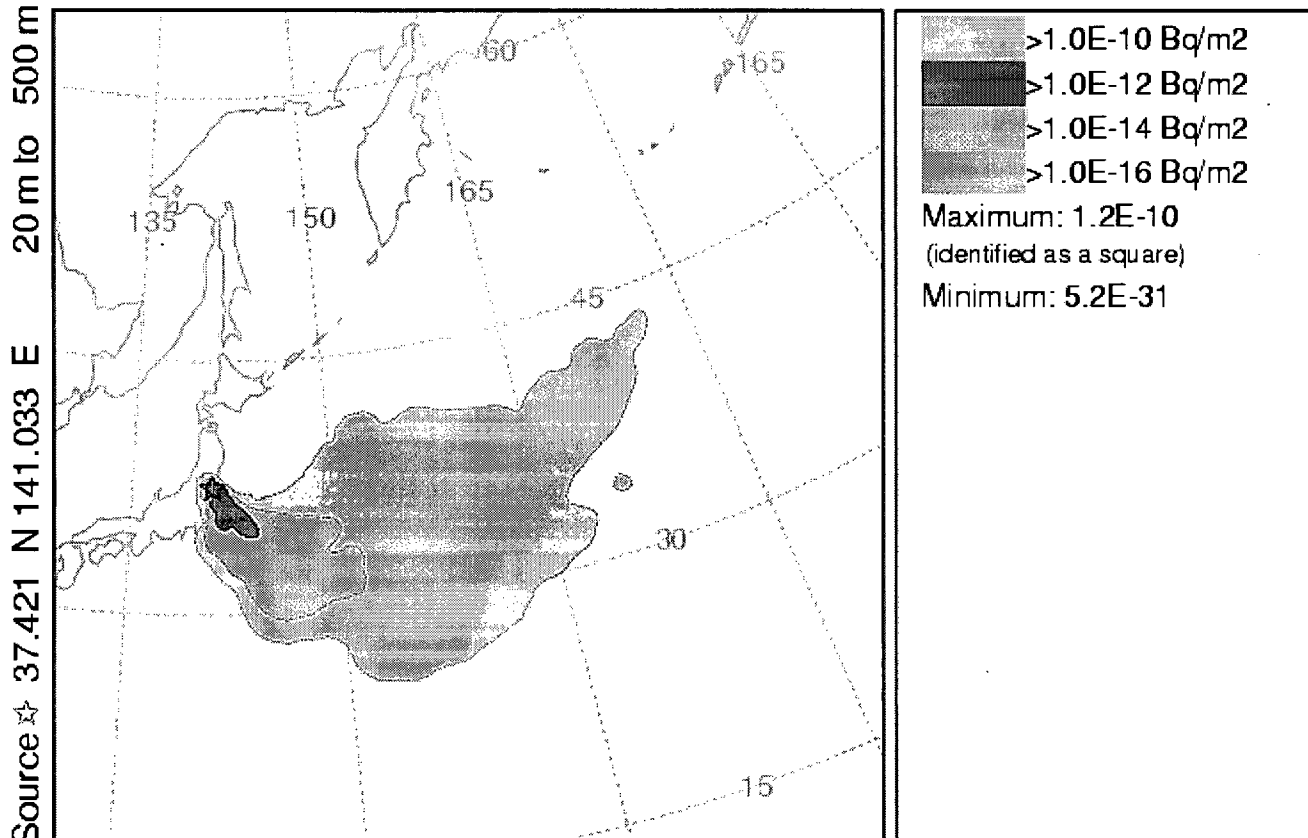 Source ☆ 37.421 N 141.033 E 20 m to 500 m
60
165
135
150
165
45
30
15
>1.0E-10 Bq/m2
>1.0E-12 Bq/m2
>1.0E-14 Bq/m2
>1.0E-16 Bq/m2
Maximum: 1.2E-10
(identified as a square)
Minimum: 5.2E-31